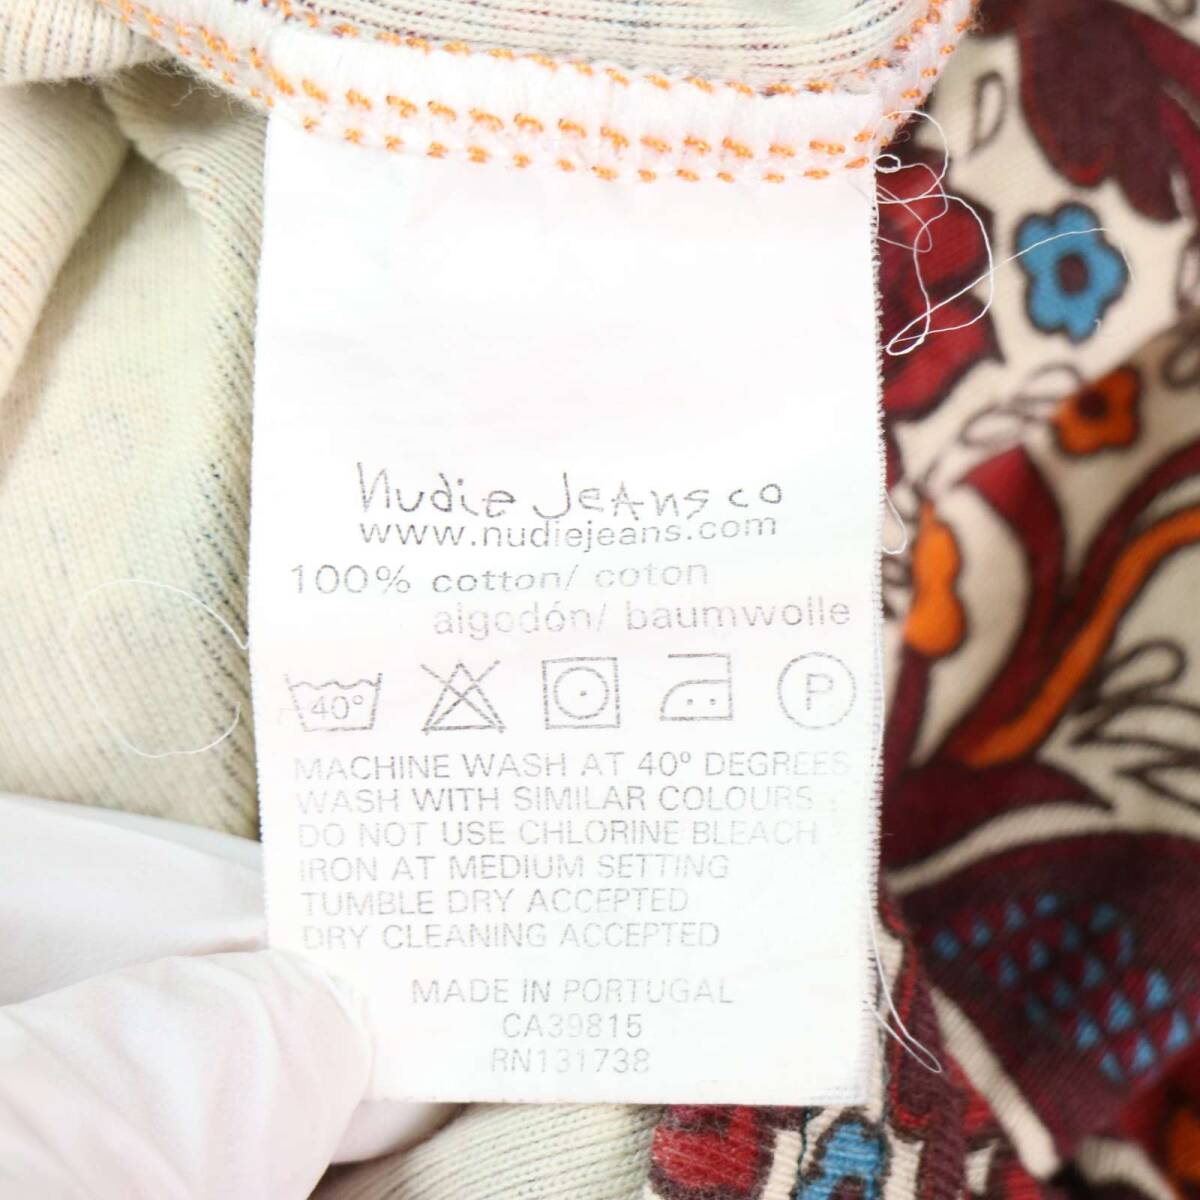 Nudie Jeans co
www.nudiejeans.com
100% cotton/ coton
algodón/ baumwolle
40° P
MACHINE WASH AT 40° DEGREES
WASH WITH SIMILAR COLOURS
DO NOT USE CHLORINE BLEACH
IRON AT MEDIUM SETTING
TUMBLE DRY ACCEPTED
DRY CLEANING ACCEPTED
MADE IN PORTUGAL
CA39815
RN131738